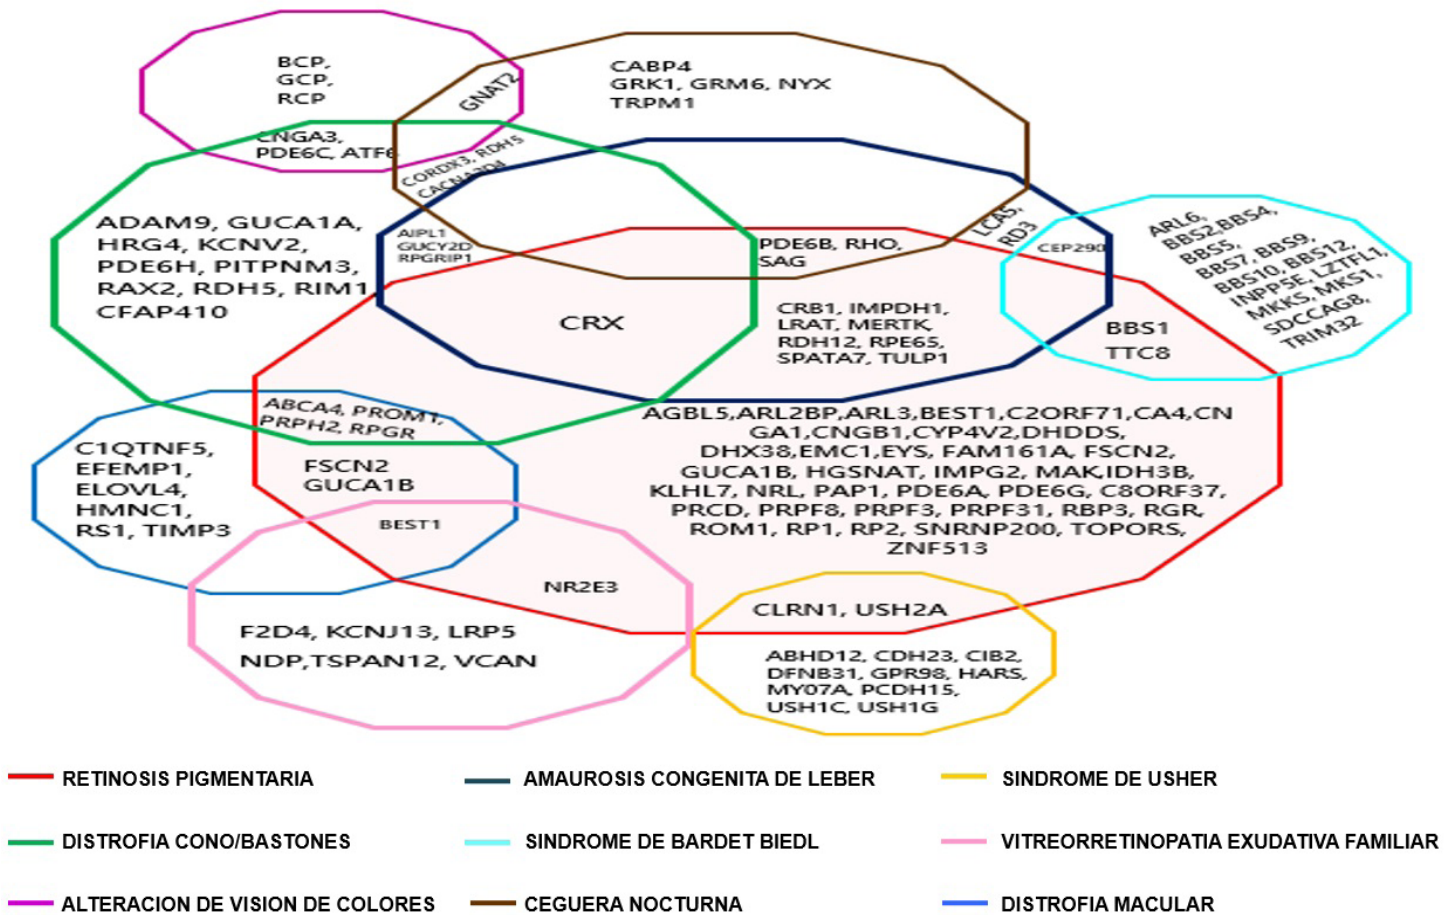 BCP,
GCP,
RCP
GNAT2
CABP4
GRK1, GRM6, NYX
TRPM1
CNGA3,
PDE6C, ATF6
CORDX3, RDH5
CACNA2D4
ADAM9, GUCA1A,
HRG4, KCNV2,
PDE6H, PITPNM3,
RAX2, RDH5, RIM1
CFAP410
AIPL1
GUCY2D
RPGRIP1
PDE6B, RHO,
SAG
LCA5,
RD3
CEP290
ARL6,
BBS2,BBS4,
BBS5,
BBS7, BBS9,
BBS10, BBS12,
INPP5E, LZTFL1,
MKKS, MKS1,
SDCCAG8,
TRIM32
CRX
CRB1, IMPDH1,
LRAT, MERTK,
RDH12, RPE65,
SPATA7, TULP1
BBS1
TTC8
ABCA4, PROM1,
PRPH2, RPGR
C1QTNF5,
EFEMP1,
ELOVL4,
HMNC1,
RS1, TIMP3
FSCN2
GUCA1B
BEST1
AGBL5,ARL2BP,ARL3,BEST1,C2ORF71,CA4,CN
GA1,CNGB1,CYP4V2,DHDDS,
DHX38,EMC1,EYS, FAM161A, FSCN2,
GUCA1B, HGSNAT, IMPG2, MAK,IDH3B,
KLHL7, NRL, PAP1, PDE6A, PDE6G, C8ORF37,
PRCD, PRPF8, PRPF3, PRPF31, RBP3, RGR,
ROM1, RP1, RP2, SNRNP200, TOPORS,
ZNF513
NR2E3
F2D4, KCNJ13, LRP5
NDP,TSPAN12, VCAN
CLRN1, USH2A
ABHD12, CDH23, CIB2,
DFNB31, GPR98, HARS,
MY07A, PCDH15,
USH1C, USH1G
RETINOSIS PIGMENTARIA
AMAUROSIS CONGENITA DE LEBER
SINDROME DE USHER
DISTROFIA CONO/BASTONES
SINDROME DE BARDET BIEDL
VITREORRETINOPATIA EXUDATIVA FAMILIAR
ALTERACION DE VISION DE COLORES
CEGUERA NOCTURNA
DISTROFIA MACULAR